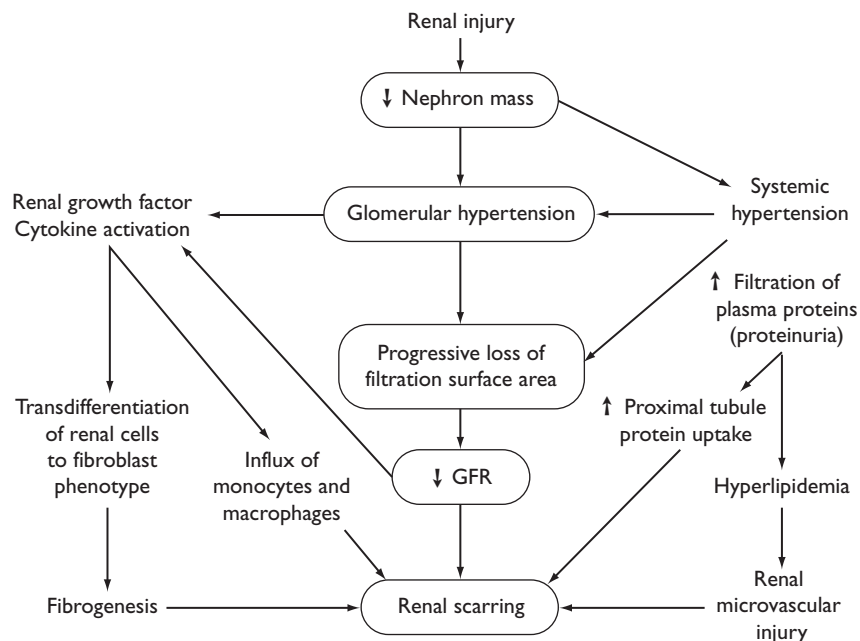 Renal injury
↓ Nephron mass
Systemic
hypertension
Glomerular hypertension
Renal growth factor
Cytokine activation
↑ Filtration of
plasma proteins
(proteinuria)
Progressive loss of
filtration surface area
↑ Proximal tubule
protein uptake
Transdifferentiation
of renal cells
to fibroblast
phenotype
Influx of
monocytes and
macrophages
↓ GFR
Hyperlipidemia
Fibrogenesis
Renal scarring
Renal
microvascular
injury